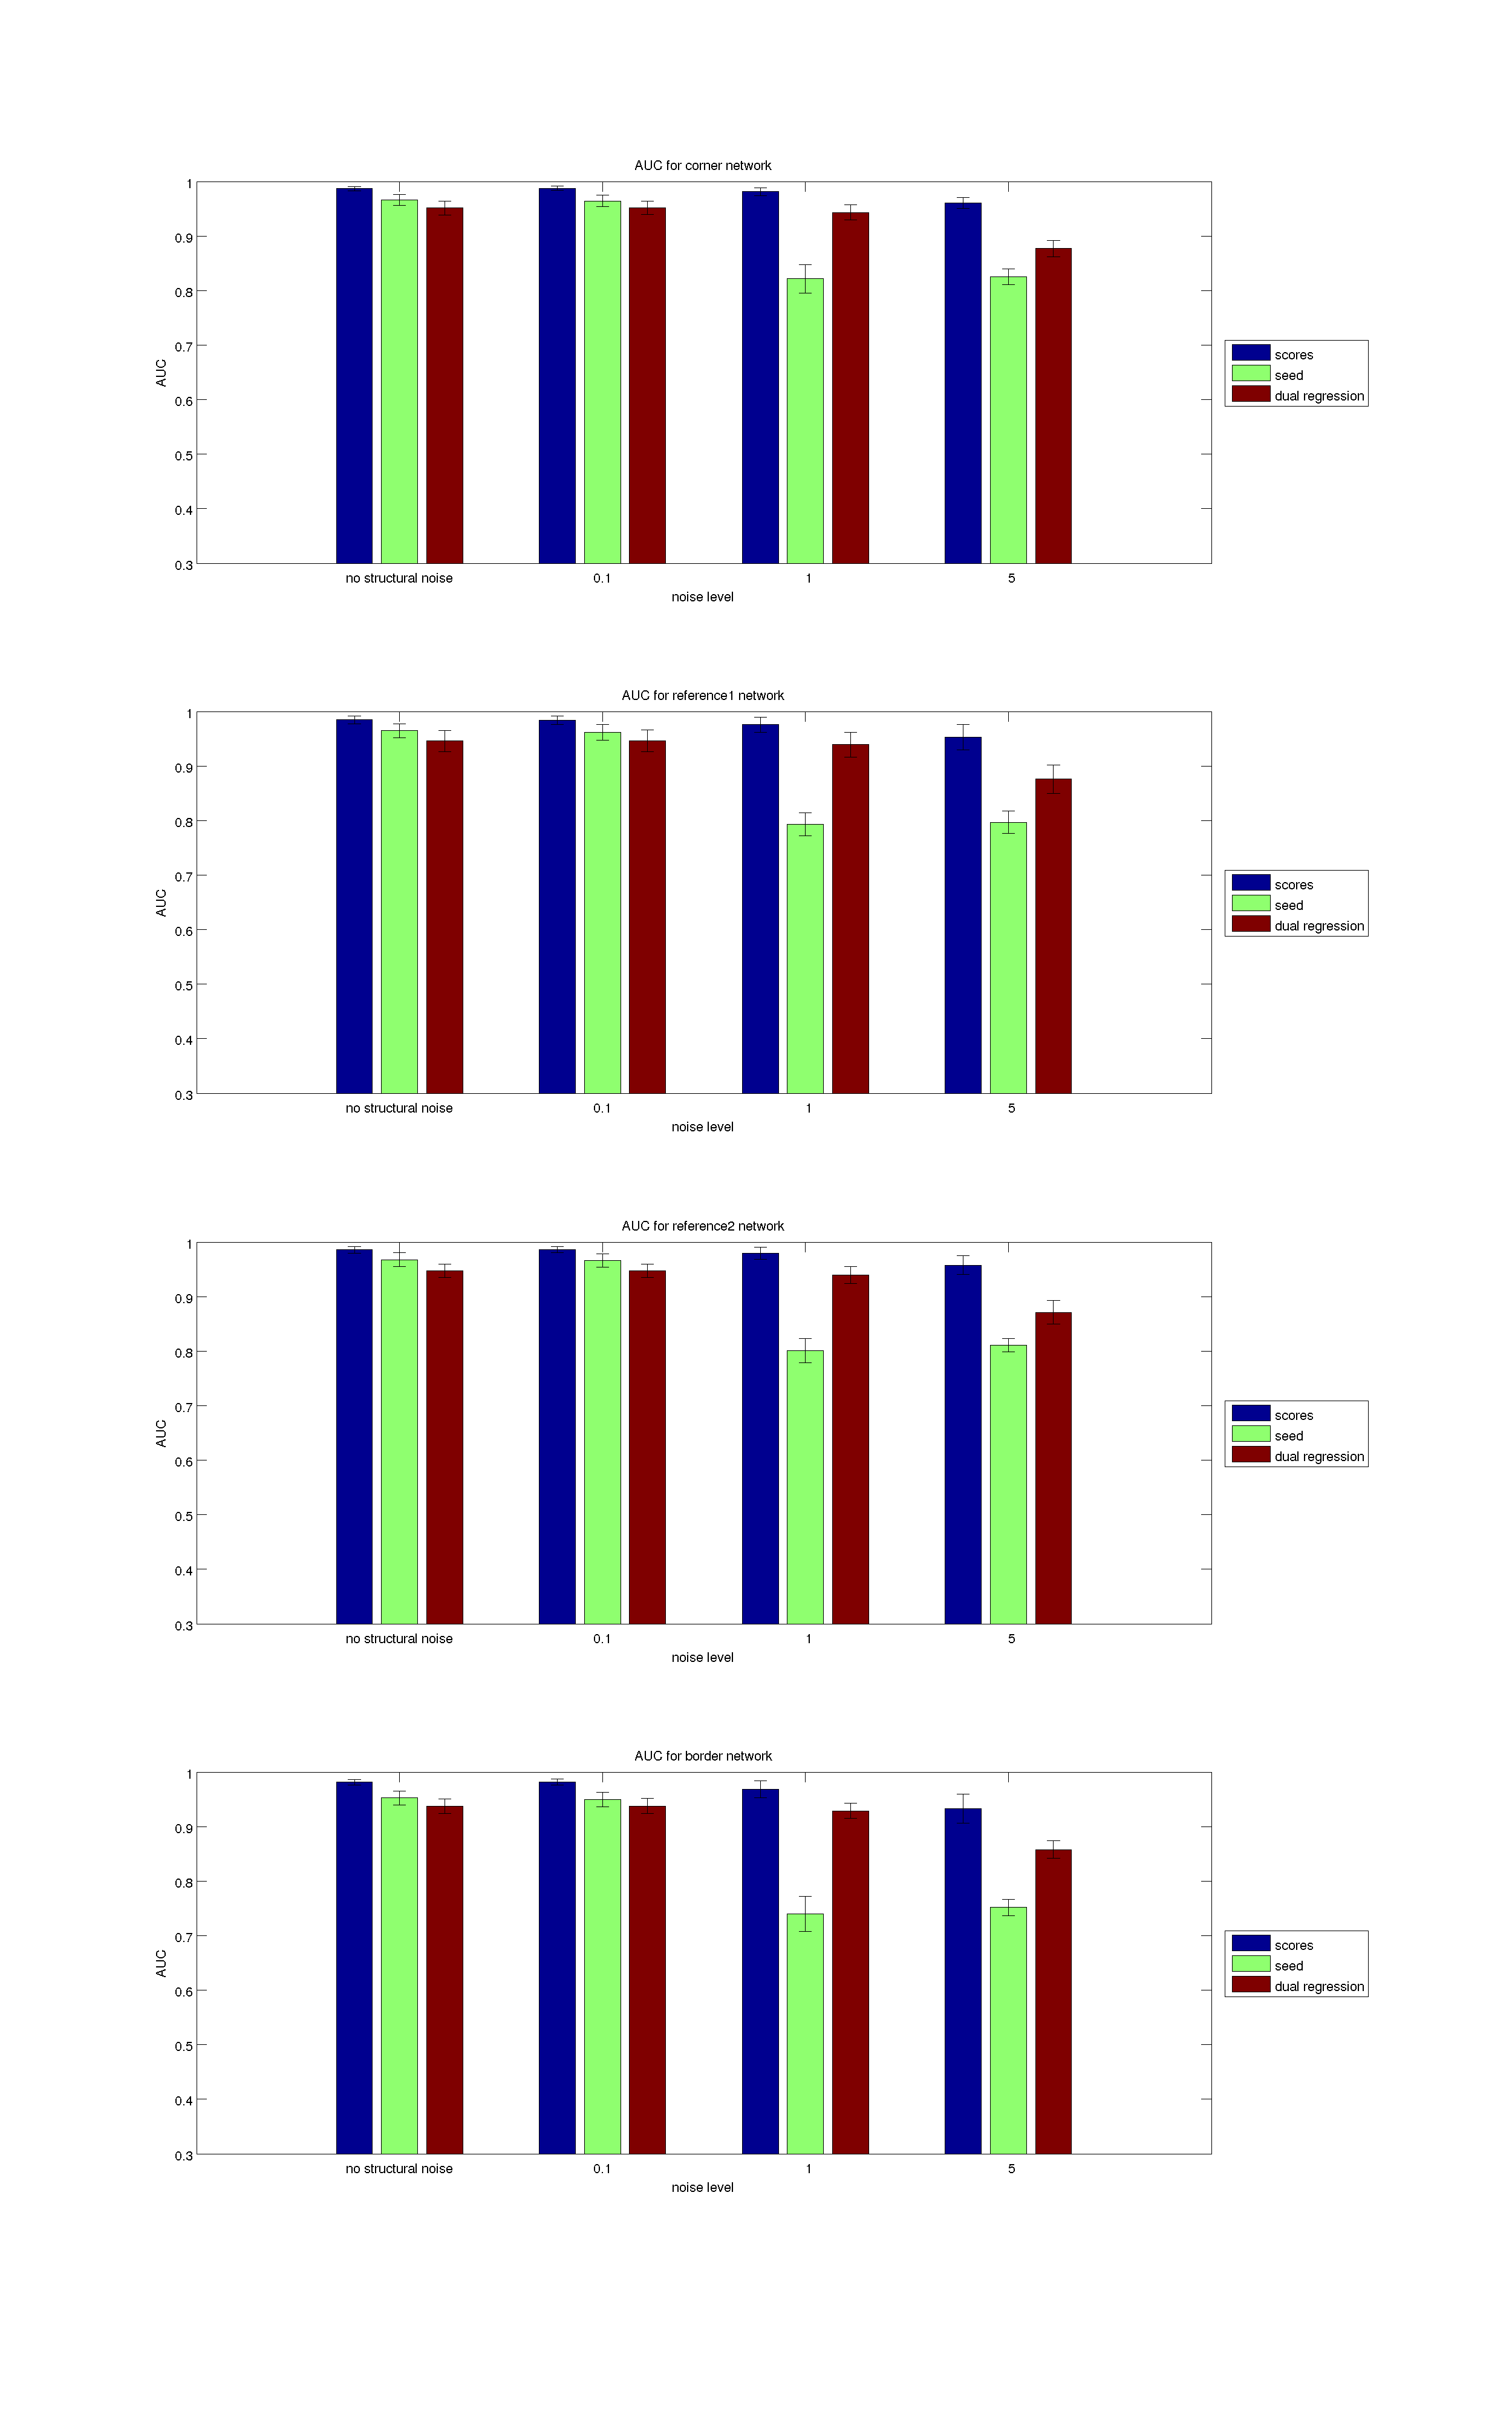 AUC for corner network
1
0.9
0.8
0.7
0.6
0.5
0.4
0.3
AUC
no structural noise 0.1 1 5
noise level
scores
seed
dual regression
AUC for reference1 network
1
0.9
0.8
0.7
0.6
0.5
0.4
0.3
AUC
no structural noise 0.1 1 5
noise level
scores
seed
dual regression
AUC for reference2 network
1
0.9
0.8
0.7
0.6
0.5
0.4
0.3
AUC
no structural noise 0.1 1 5
noise level
scores
seed
dual regression
AUC for border network
1
0.9
0.8
0.7
0.6
0.5
0.4
0.3
AUC
no structural noise 0.1 1 5
noise level
scores
seed
dual regression